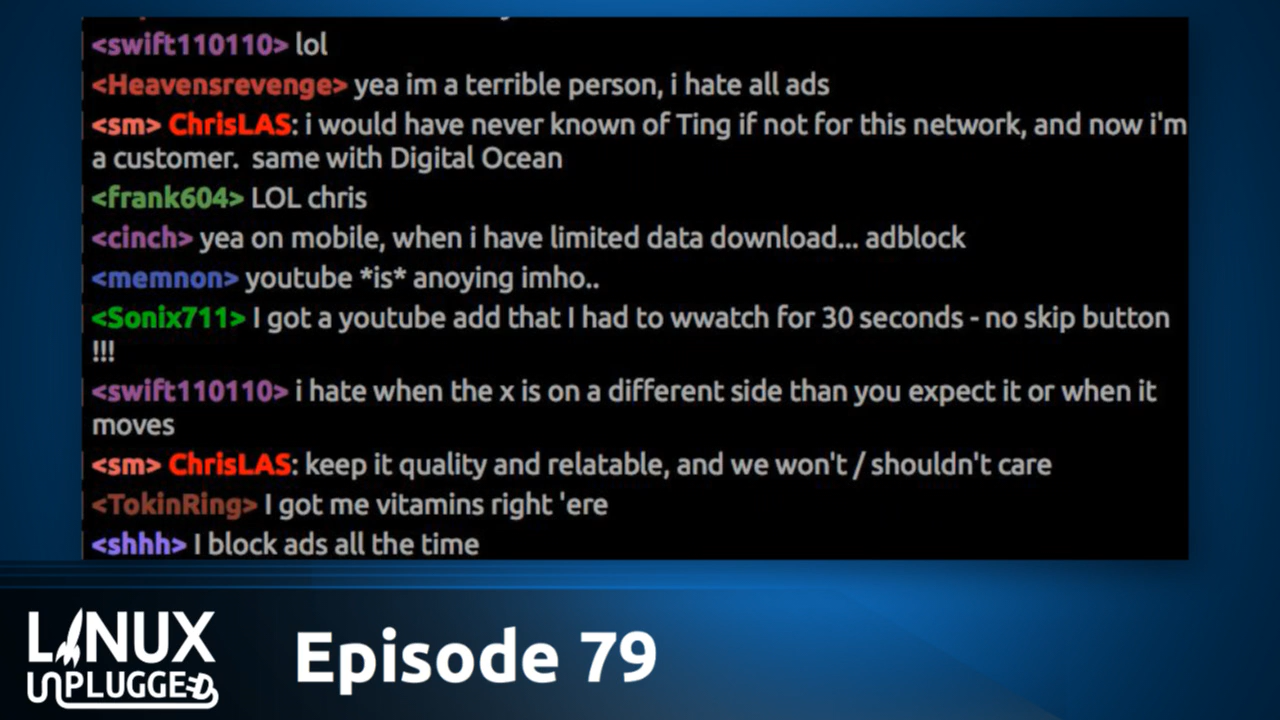 <swift110110> lol
<Heavensrevenge> yea im a terrible person, i hate all ads
<sm> ChrisLAS: i would have never known of Ting if not for this network, and now i'm
a customer.  same with Digital Ocean
<frank604> LOL chris
<cinch> yea on mobile, when i have limited data download... adblock
<memnon> youtube *is* anoying imho..
<Sonix711> I got a youtube add that I had to wwatch for 30 seconds - no skip button
!!!
<swift110110> i hate when the x is on a different side than you expect it or when it
moves
<sm> ChrisLAS: keep it quality and relatable, and we won't / shouldn't care
<TokinRing> I got me vitamins right 'ere
<shhh> I block ads all the time
LINUX
UNPLUGGED
Episode 79